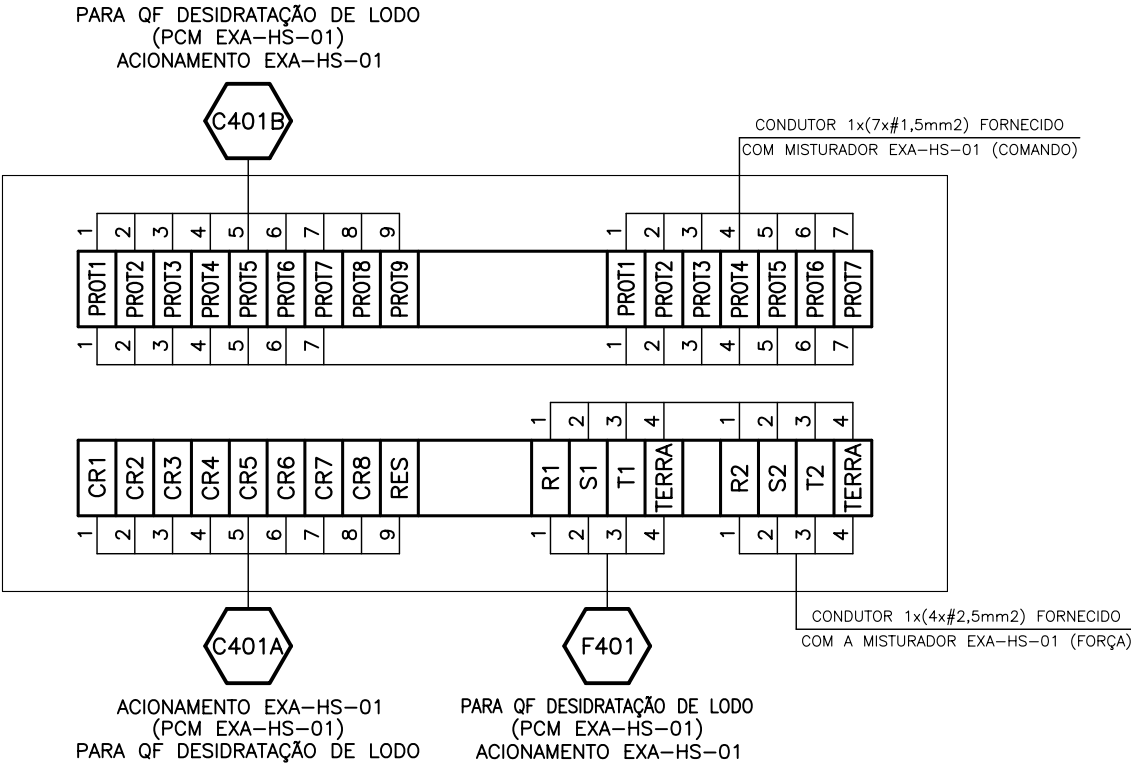 PARA QF DESIDRATAÇÃO DE LODO
(PCM EXA-HS-01)
ACIONAMENTO EXA-HS-01
C401B
CONDUTOR 1x(7x#1,5mm2) FORNECIDO
COM MISTURADOR EXA-HS-01 (COMANDO)
1 2 3 4 5 6 7 8 9
1 2 3 4 5 6 7
PROT1 PROT2 PROT3 PROT4 PROT5 PROT6 PROT7 PROT8 PROT9
PROT1 PROT2 PROT3 PROT4 PROT5 PROT6 PROT7
1 2 3 4 5 6 7
1 2 3 4 5 6 7
1 2 3 4
1 2 3 4
CR1 CR2 CR3 CR4 CR5 CR6 CR7 CR8 RES
R1 S1 T1 TERRA
R2 S2 T2 TERRA
1 2 3 4 5 6 7 8 9
1 2 3 4
1 2 3 4
C401A
F401
CONDUTOR 1x(4x#2,5mm2) FORNECIDO
COM A MISTURADOR EXA-HS-01 (FORÇA)
ACIONAMENTO EXA-HS-01
(PCM EXA-HS-01)
PARA QF DESIDRATAÇÃO DE LODO
PARA QF DESIDRATAÇÃO DE LODO
(PCM EXA-HS-01)
ACIONAMENTO EXA-HS-01